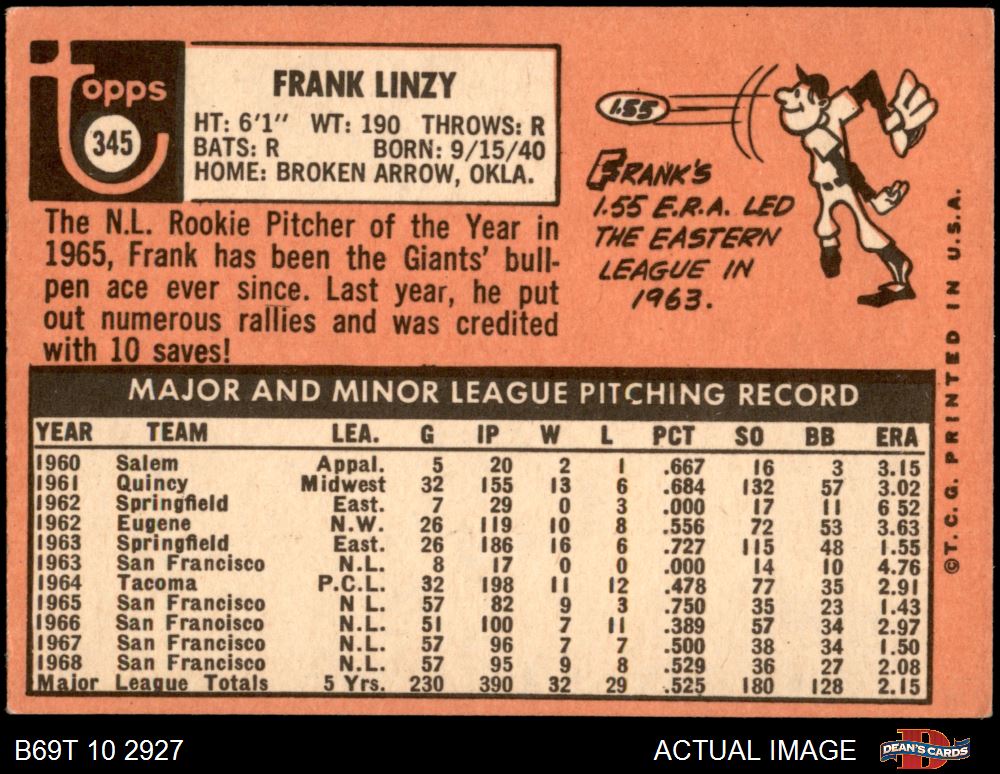 Topps
345
FRANK LINZY
HT: 6'1" WT: 190 THROWS: R
BATS: R BORN: 9/15/40
HOME: BROKEN ARROW, OKLA.
The N.L. Rookie Pitcher of the Year in
1965, Frank has been the Giants' bull-
pen ace ever since. Last year, he put
out numerous rallies and was credited
with 10 saves!
1.55
FRANK'S
1.55 E.R.A. LED
THE EASTERN
LEAGUE IN
1963.
MAJOR AND MINOR LEAGUE PITCHING RECORD
YEAR TEAM LEA. G IP W L PCT SO BB ERA
1960 Salem Appal. 5 20 2 1 .667 16 3 3.15
1961 Quincy Midwest 32 155 13 6 .684 132 57 3.02
1962 Springfield East. 7 29 0 3 .000 17 11 6 52
1962 Eugene N.W. 26 119 10 8 .556 72 53 3.63
1963 Springfield East. 26 186 16 6 .727 115 48 1.55
1963 San Francisco N.L. 8 17 0 0 .000 14 10 4.76
1964 Tacoma P.C.L. 32 198 11 12 .478 77 35 2.91
1965 San Francisco N L. 57 82 9 3 .750 35 23 1.43
1966 San Franoisco N.L. 51 100 7 11 .389 57 34 2.97
1967 San Francisco N.L. 57 96 7 7 .500 38 34 1.50
1968 San Francisco N.L. 57 95 9 8 .529 36 27 2.08
Major League Totals 5 Yrs. 230 390 32 29 .525 180 128 2.15
©T.C.G. PRINTED IN U.S.A.
B69T 10 2927
ACTUAL IMAGE
DEAN'S CARDS